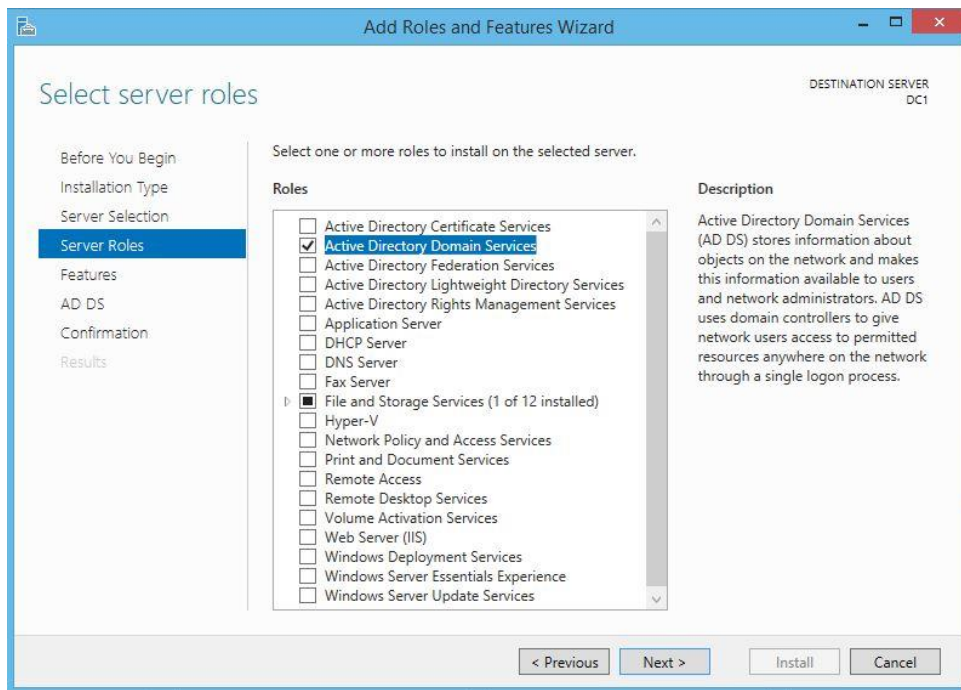 Add Roles and Features Wizard
Select server roles
DESTINATION SERVER
DC1
Before You Begin
Installation Type
Server Selection
Server Roles
Features
AD DS
Confirmation
Results
Select one or more roles to install on the selected server.
Roles
Active Directory Certificate Services
Active Directory Domain Services
Active Directory Federation Services
Active Directory Lightweight Directory Services
Active Directory Rights Management Services
Application Server
DHCP Server
DNS Server
Fax Server
File and Storage Services (1 of 12 installed)
Hyper-V
Network Policy and Access Services
Print and Document Services
Remote Access
Remote Desktop Services
Volume Activation Services
Web Server (IIS)
Windows Deployment Services
Windows Server Essentials Experience
Windows Server Update Services
Description
Active Directory Domain Services
(AD DS) stores information about
objects on the network and makes
this information available to users
and network administrators. AD DS
uses domain controllers to give
network users access to permitted
resources anywhere on the network
through a single logon process.
< Previous
Next >
Install
Cancel